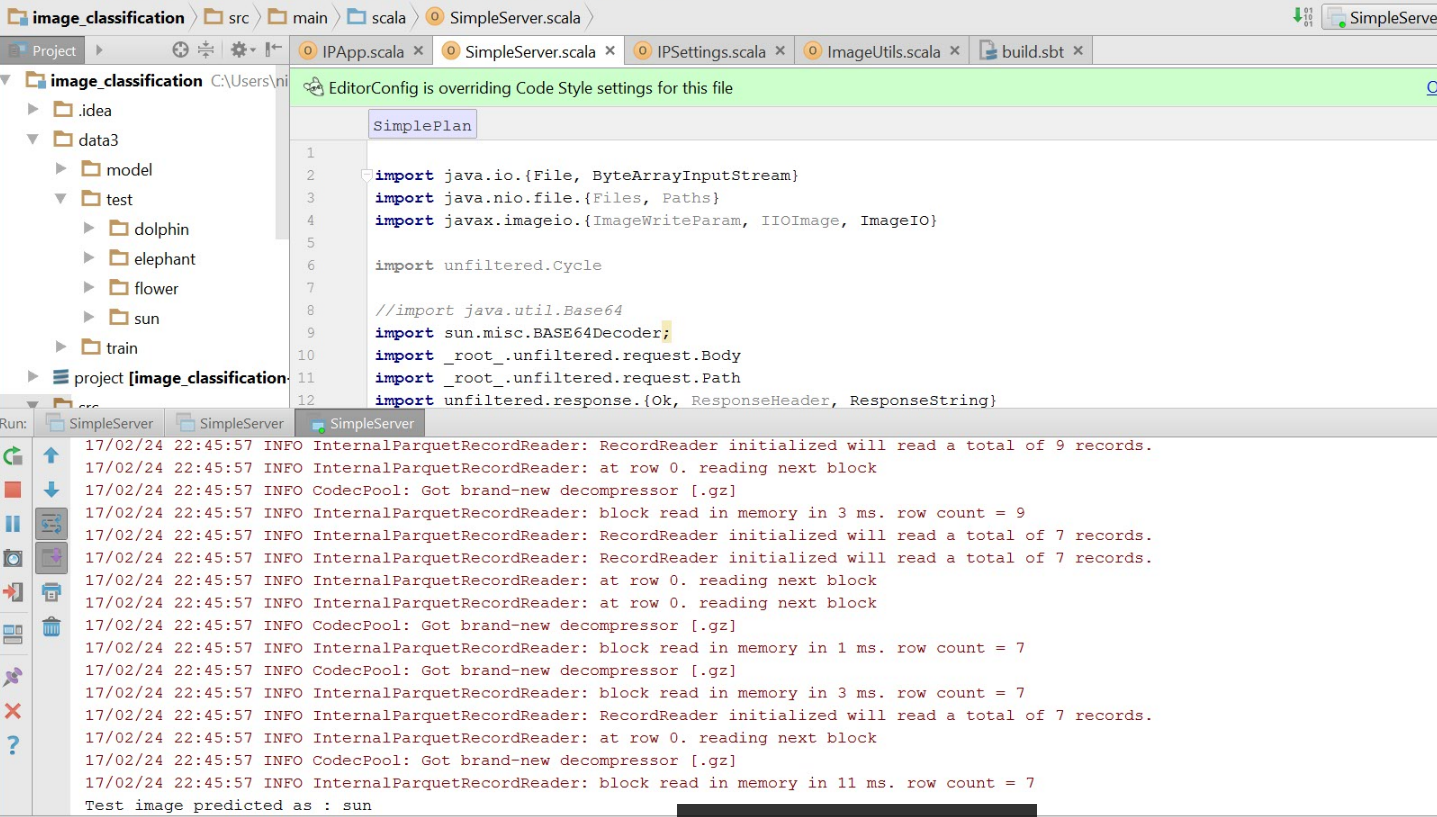 image_classification src main scala SimpleServer.scala SimpleServe
Project IPApp.scala SimpleServer.scala IPSettings.scala ImageUtils.scala build.sbt
image_classification C:\Users\ni
.idea
data3
model
test
dolphin
elephant
flower
sun
train
project [image_classification-
src
EditorConfig is overriding Code Style settings for this file O
SimplePlan
1
2 import java.io.{File, ByteArrayInputStream}
3 import java.nio.file.{Files, Paths}
4 import javax.imageio.{ImageWriteParam, IIOImage, ImageIO}
5
6 import unfiltered.Cycle
7
8 //import java.util.Base64
9 import sun.misc.BASE64Decoder;
10 import _root_.unfiltered.request.Body
11 import _root_.unfiltered.request.Path
12 import unfiltered.response.{Ok, ResponseHeader, ResponseString}
Run: SimpleServer SimpleServer SimpleServer
17/02/24 22:45:57 INFO InternalParquetRecordReader: RecordReader initialized will read a total of 9 records.
17/02/24 22:45:57 INFO InternalParquetRecordReader: at row 0. reading next block
17/02/24 22:45:57 INFO CodecPool: Got brand-new decompressor [.gz]
17/02/24 22:45:57 INFO InternalParquetRecordReader: block read in memory in 3 ms. row count = 9
17/02/24 22:45:57 INFO InternalParquetRecordReader: RecordReader initialized will read a total of 7 records.
17/02/24 22:45:57 INFO InternalParquetRecordReader: RecordReader initialized will read a total of 7 records.
17/02/24 22:45:57 INFO InternalParquetRecordReader: at row 0. reading next block
17/02/24 22:45:57 INFO InternalParquetRecordReader: at row 0. reading next block
17/02/24 22:45:57 INFO CodecPool: Got brand-new decompressor [.gz]
17/02/24 22:45:57 INFO InternalParquetRecordReader: block read in memory in 1 ms. row count = 7
17/02/24 22:45:57 INFO CodecPool: Got brand-new decompressor [.gz]
17/02/24 22:45:57 INFO InternalParquetRecordReader: block read in memory in 3 ms. row count = 7
17/02/24 22:45:57 INFO InternalParquetRecordReader: RecordReader initialized will read a total of 7 records.
17/02/24 22:45:57 INFO InternalParquetRecordReader: at row 0. reading next block
17/02/24 22:45:57 INFO CodecPool: Got brand-new decompressor [.gz]
17/02/24 22:45:57 INFO InternalParquetRecordReader: block read in memory in 11 ms. row count = 7
Test image predicted as : sun